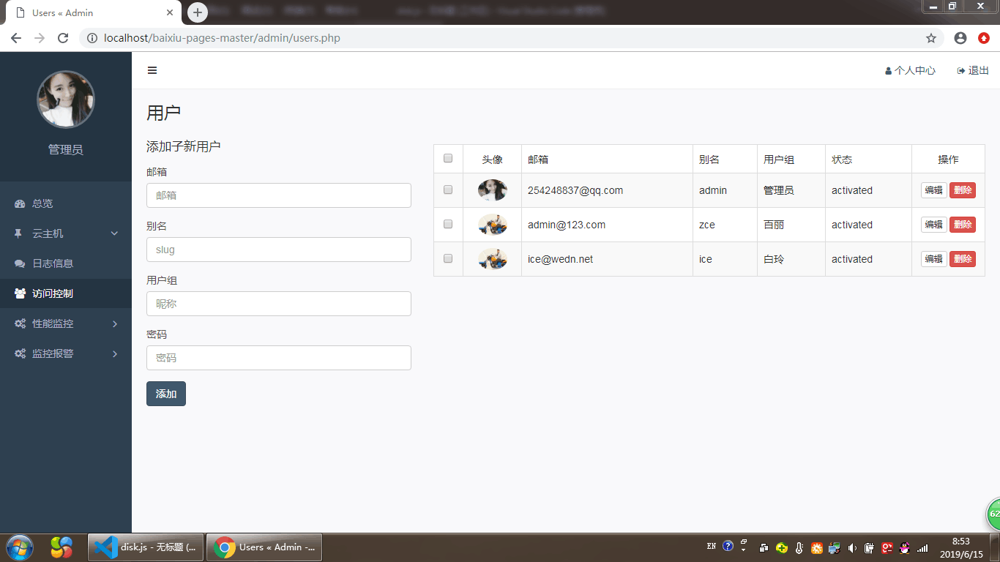 Users « Admin
localhost/baixiu-pages-master/admin/users.php
个人中心 退出
管理员
总览
云主机
日志信息
访问控制
性能监控
监控报警
用户
添加子新用户
邮箱
邮箱
别名
slug
用户组
昵称
密码
密码
添加
头像 邮箱 别名 用户组 状态 操作
254248837@qq.com admin 管理员 activated 编辑 删除
admin@123.com zce 百丽 activated 编辑 删除
ice@wedn.net ice 白玲 activated 编辑 删除
62
disk.js - 无标题 (... Users « Admin -... EN 8:53
2019/6/15